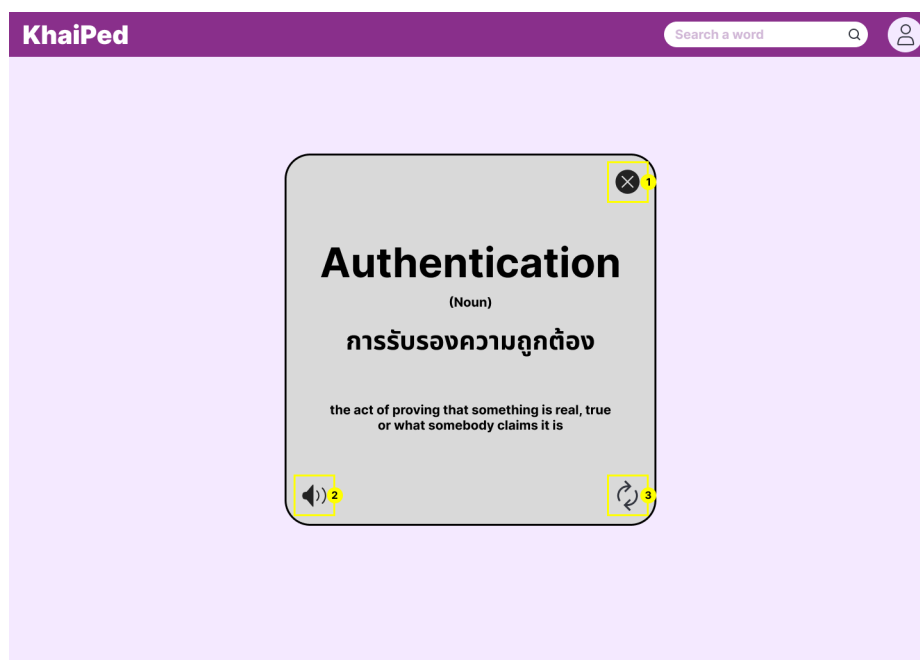 KhaiPed
Search a word
1
Authentication
(Noun)
การรับรองความถูกต้อง
the act of proving that something is real, true
or what somebody claims it is
2
3